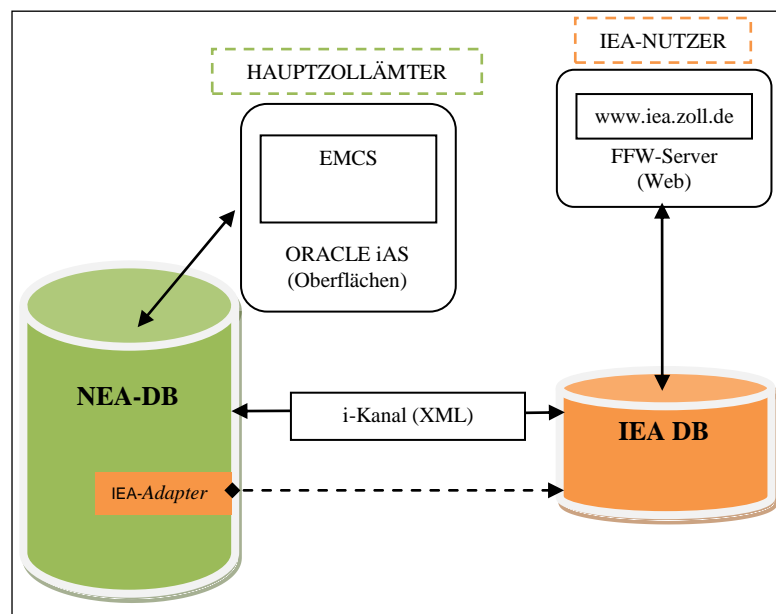 IEA-NUTZER
HAUPTZOLLÄMTER
www.iea.zoll.de
FFW-Server
(Web)
EMCS
ORACLE iAS
(Oberflächen)
NEA-DB
i-Kanal (XML)
IEA DB
IEA-Adapter